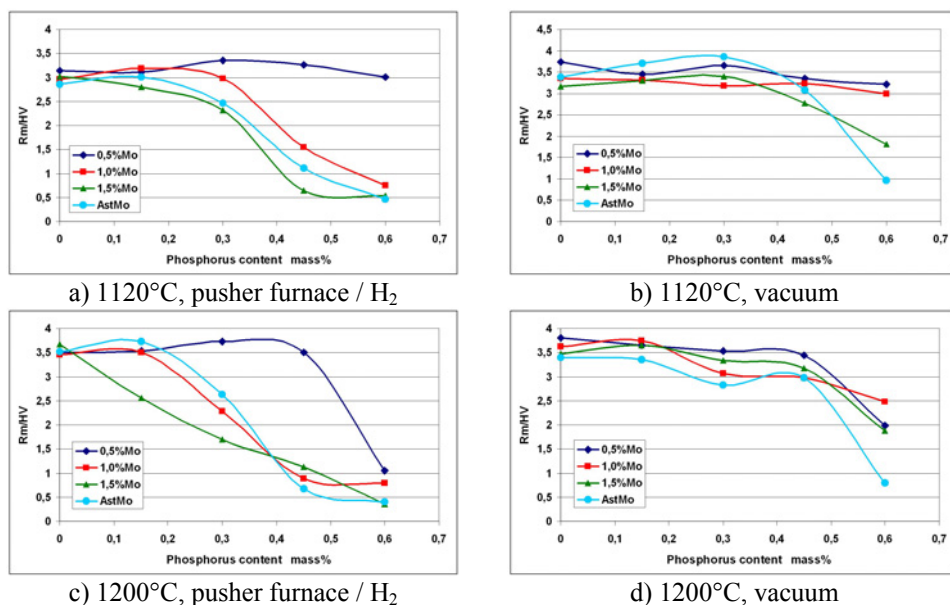 4
3,5
3
2,5
2
1,5
1
0,5
0
Rm/HV
0,5%Mo
1,0%Mo
1,5%Mo
AstMo
0 0,1 0,2 0,3 0,4 0,5 0,6 0,7
Phosphorus content mass%
a) 1120°C, pusher furnace / H₂
4,5
4
3,5
3
2,5
2
1,5
1
0,5
0
Rm/HV
0,5%Mo
1,0%Mo
1,5%Mo
AstMo
0 0,1 0,2 0,3 0,4 0,5 0,6 0,7
Phosphorus content mass%
b) 1120°C, vacuum
4
3,5
3
2,5
2
1,5
1
0,5
0
Rm/HV
0,5%Mo
1,0%Mo
1,5%Mo
AstMo
0 0,1 0,2 0,3 0,4 0,5 0,6 0,7
Phosphorus content mass%
c) 1200°C, pusher furnace / H₂
4
3,5
3
2,5
2
1,5
1
0,5
0
Rm/HV
0,5%Mo
1,0%Mo
1,5%Mo
AstMo
0 0,1 0,2 0,3 0,4 0,5 0,6 0,7
Phosphorus content mass%
d) 1200°C, vacuum